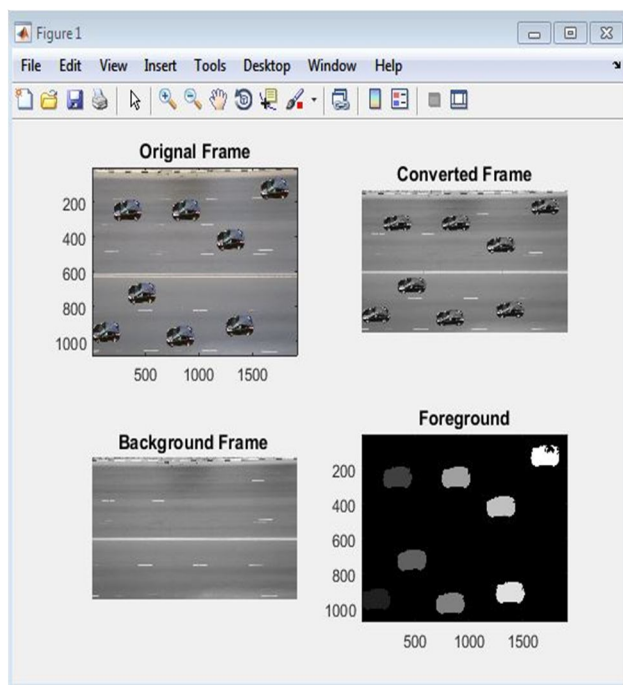 Figure 1
File Edit View Insert Tools Desktop Window Help
Orignal Frame
200
400
600
800
1000
500 1000 1500
Converted Frame
Background Frame
Foreground
200
400
600
800
1000
500 1000 1500